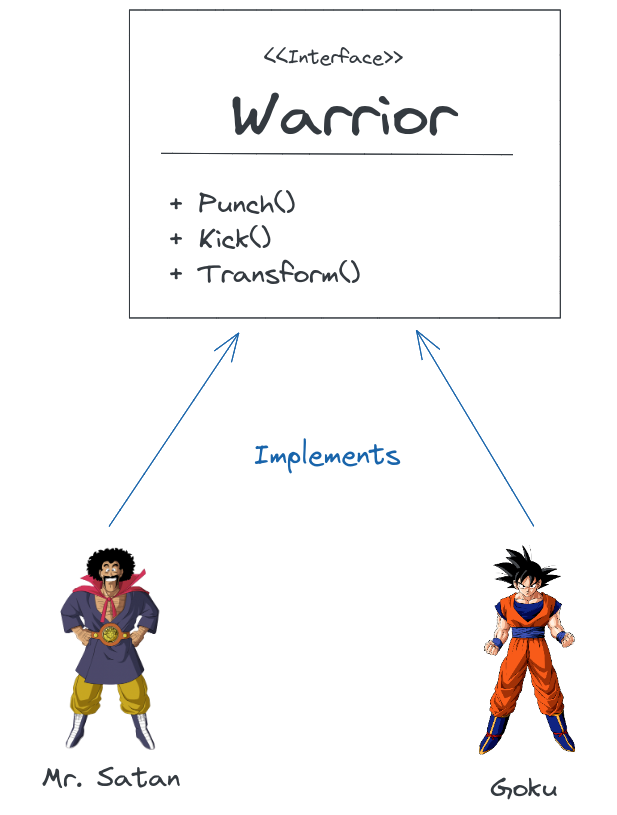 <<Interface>>
Warrior
+ Punch()
+ Kick()
+ Transform()
Implements
Mr. Satan
Goku